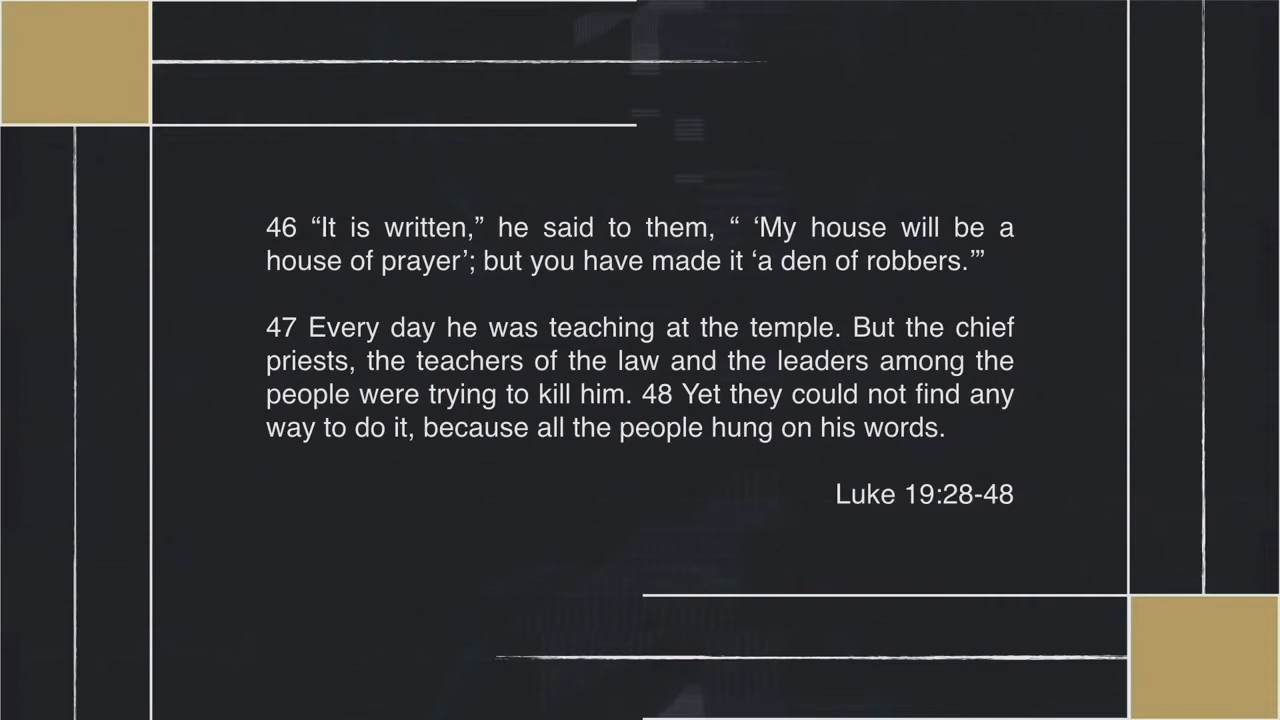 46 “It is written,” he said to them, “ ‘My house will be a
house of prayer’; but you have made it ‘a den of robbers.’”
47 Every day he was teaching at the temple. But the chief
priests, the teachers of the law and the leaders among the
people were trying to kill him. 48 Yet they could not find any
way to do it, because all the people hung on his words.
Luke 19:28-48